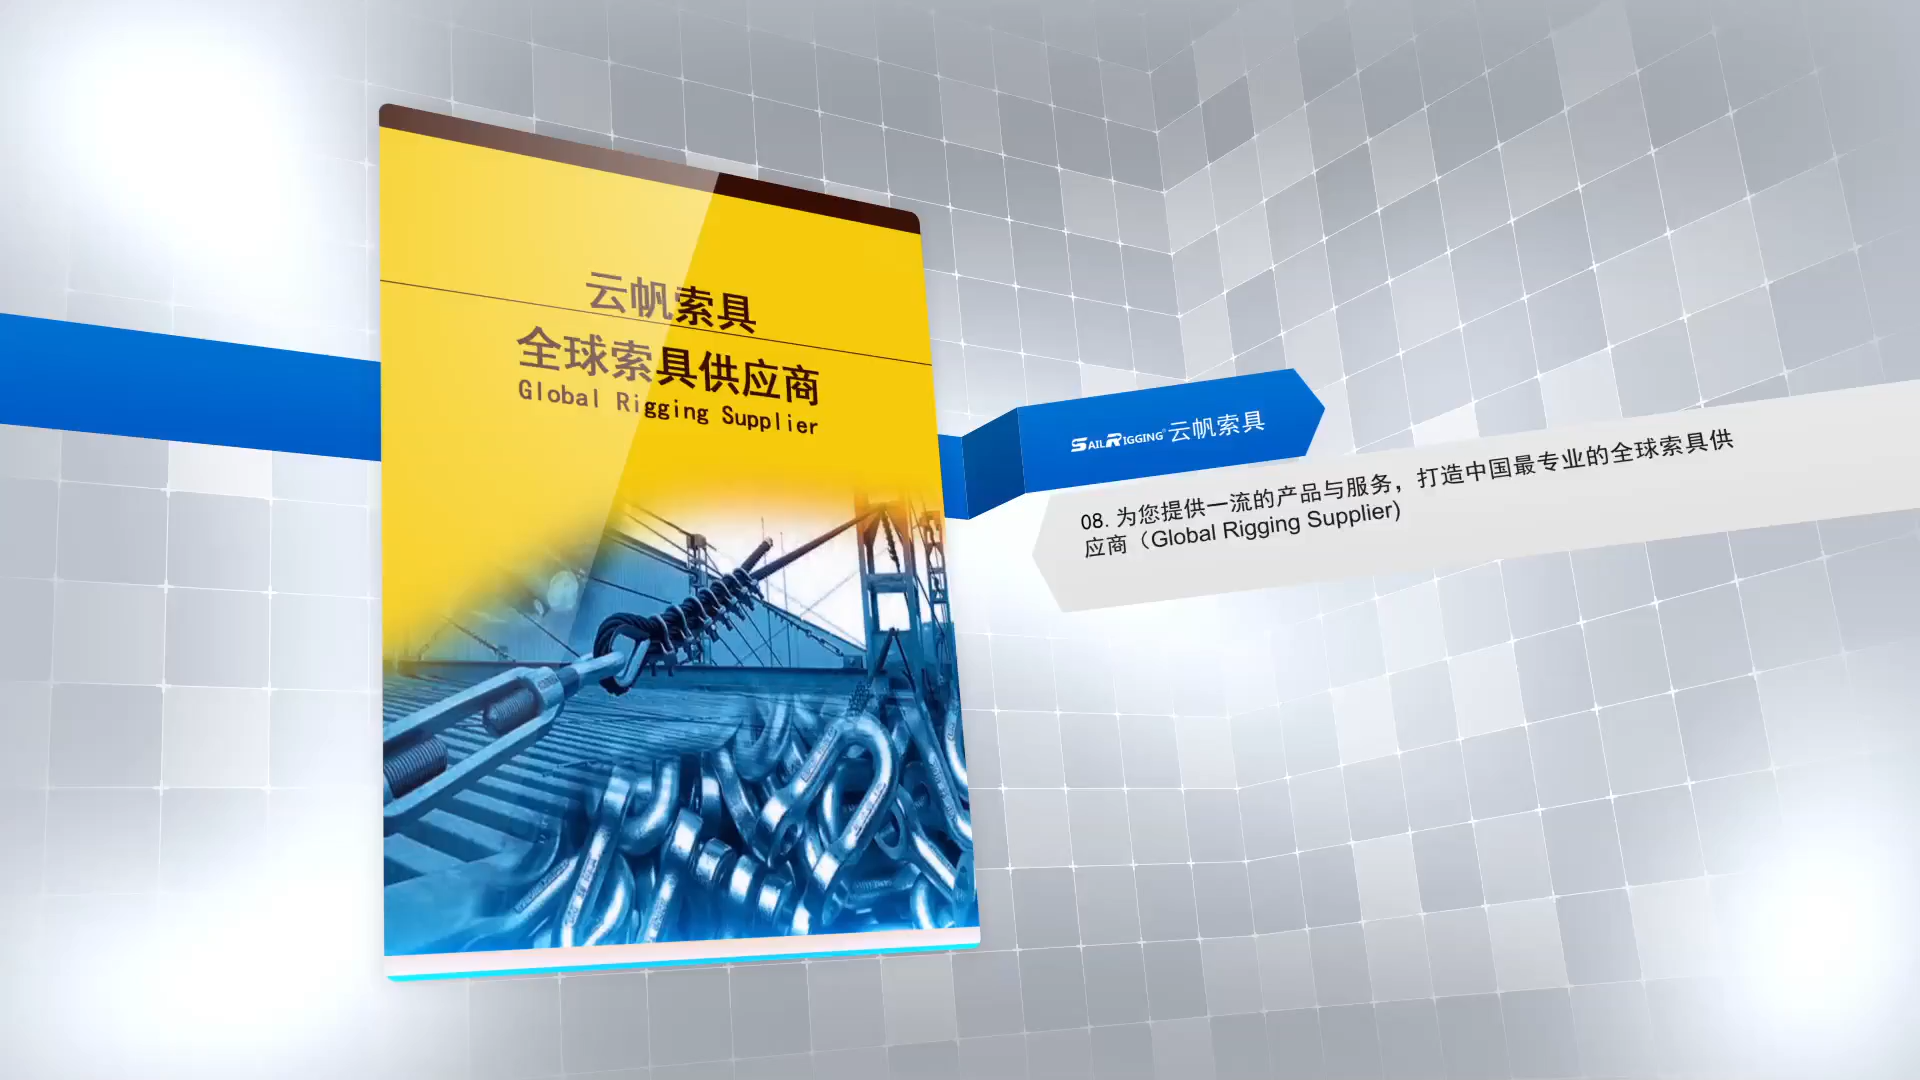 云帆索具
全球索具供应商
Global Rigging Supplier
SAILRIGGING®云帆索具
08. 为您提供一流的产品与服务，打造中国最专业的全球索具供
应商（Global Rigging Supplier)